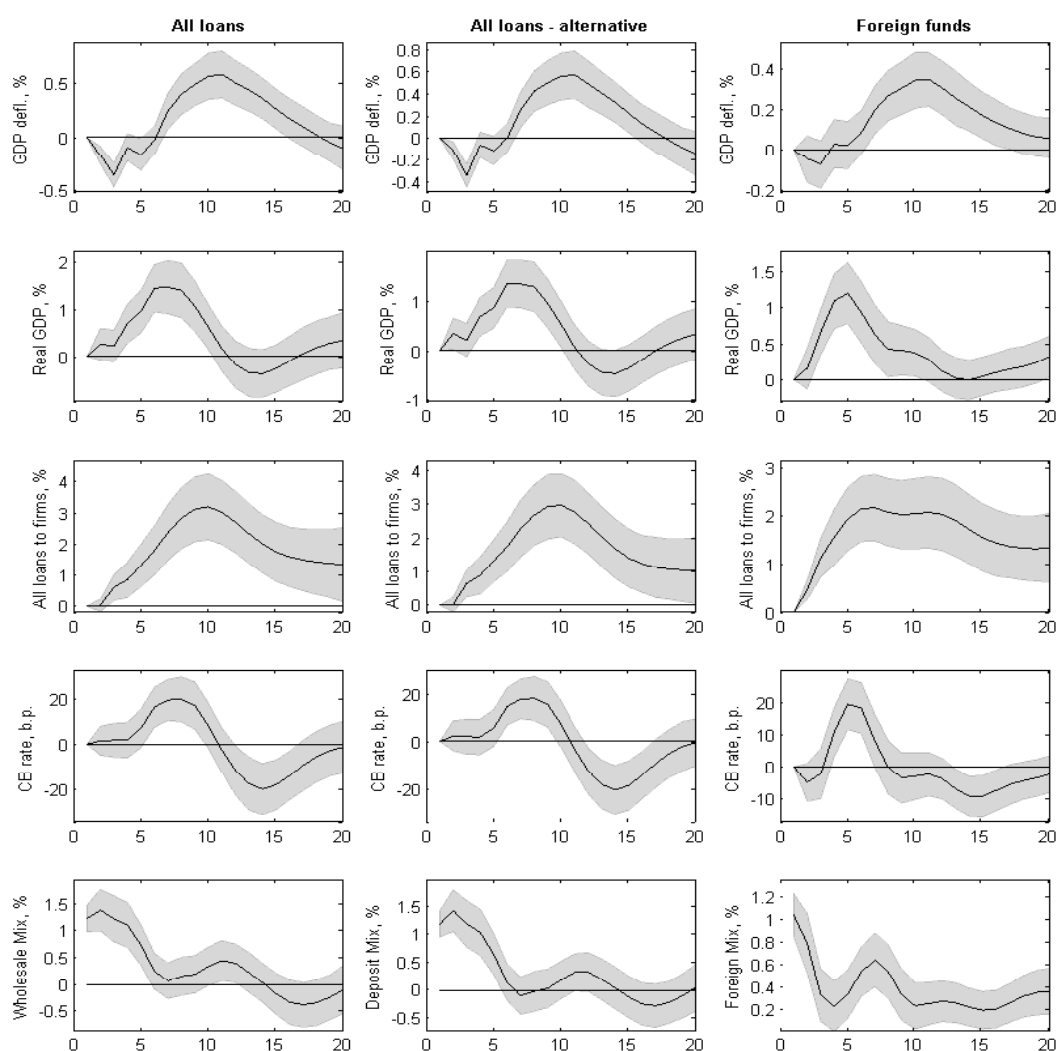 All loans
All loans - alternative
Foreign funds
GDP defl., %
0.5
0
-0.5
0 5 10 15 20
GDP defl., %
0.8
0.6
0.4
0.2
0
-0.2
-0.4
0 5 10 15 20
GDP defl., %
0.4
0.2
0
-0.2
0 5 10 15 20
Real GDP, %
2
1
0
0 5 10 15 20
Real GDP, %
1
0
-1
0 5 10 15 20
Real GDP, %
1.5
1
0.5
0
0 5 10 15 20
All loans to firms, %
4
3
2
1
0
0 5 10 15 20
All loans to firms, %
4
3
2
1
0
0 5 10 15 20
All loans to firms, %
3
2
1
0
0 5 10 15 20
CE rate, b.p.
20
0
-20
0 5 10 15 20
CE rate, b.p.
20
0
-20
0 5 10 15 20
CE rate, b.p.
20
10
0
-10
0 5 10 15 20
Wholesale Mix, %
1.5
1
0.5
0
-0.5
0 5 10 15 20
Deposit Mix, %
1.5
1
0.5
0
-0.5
0 5 10 15 20
Foreign Mix, %
1.2
1
0.8
0.6
0.4
0.2
0 5 10 15 20